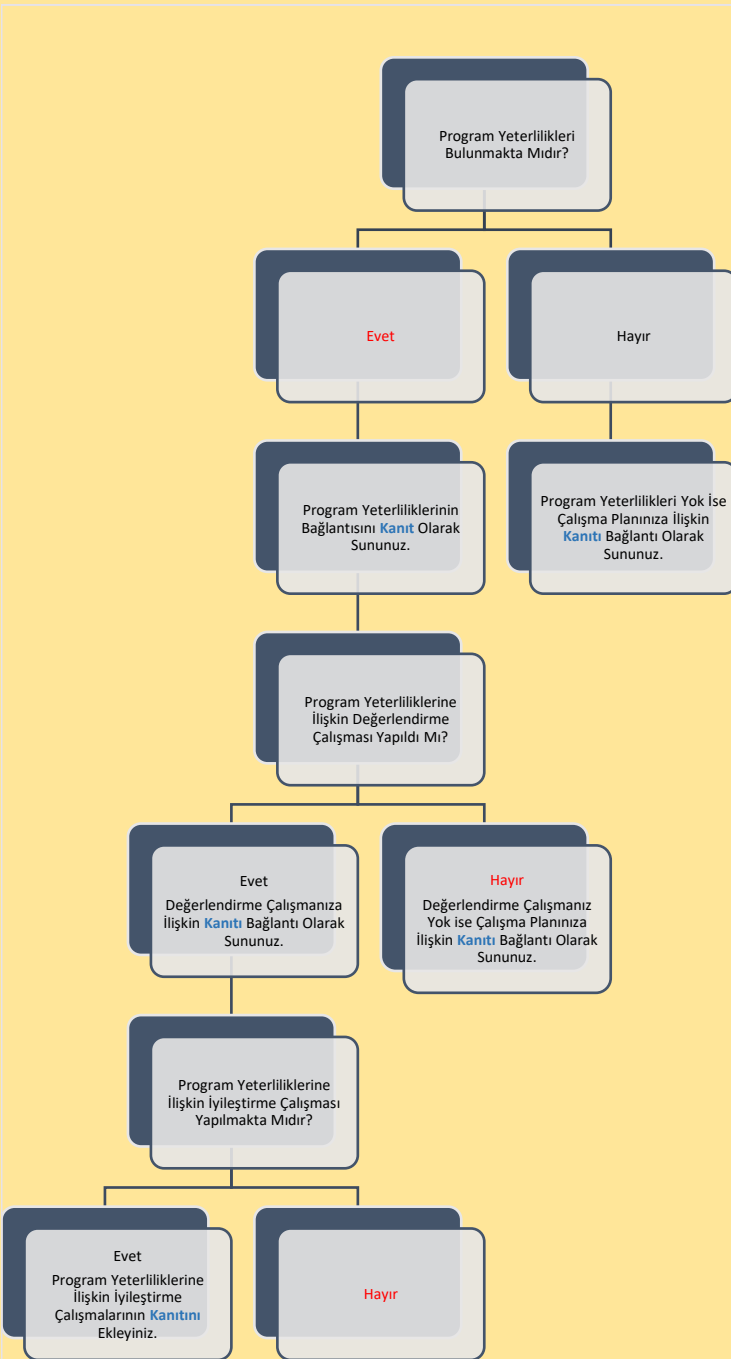 Program Yeterlilikleri
Bulunmakta Mıdır?
Evet
Hayır
Program Yeterliliklerinin
Bağlantısını Kanıt Olarak
Sununuz.
Program Yeterlilikleri Yok İse
Çalışma Planınıza İlişkin
Kanıtı Bağlantı Olarak
Sununuz.
Program Yeterliliklerine
İlişkin Değerlendirme
Çalışması Yapıldı Mı?
Evet
Değerlendirme Çalışmanıza
İlişkin Kanıtı Bağlantı Olarak
Sununuz.
Hayır
Değerlendirme Çalışmanız
Yok ise Çalışma Planınıza
İlişkin Kanıtı Bağlantı Olarak
Sununuz.
Program Yeterliliklerine
İlişkin İyileştirme Çalışması
Yapılmakta Mıdır?
Evet
Program Yeterliliklerine
İlişkin İyileştirme
Çalışmalarının Kanıtını
Ekleyiniz.
Hayır